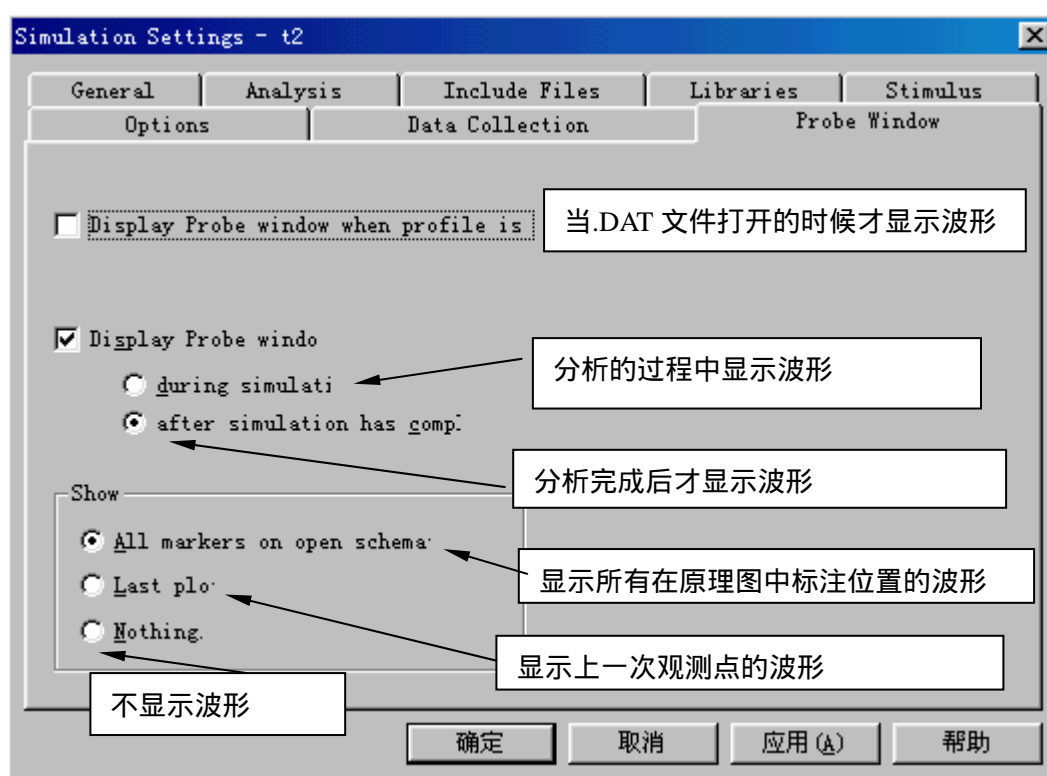 Simulation Settings - t2
General Analysis Include Files Libraries Stimulus
Options Data Collection Probe Window
Display Probe window when profile is
当.DAT 文件打开的时候才显示波形
Display Probe windo
during simulati
分析的过程中显示波形
after simulation has comp.
分析完成后才显示波形
Show
All markers on open schema
显示所有在原理图中标注位置的波形
Last plo
显示上一次观测点的波形
Nothing.
不显示波形
确定 取消 应用(A) 帮助